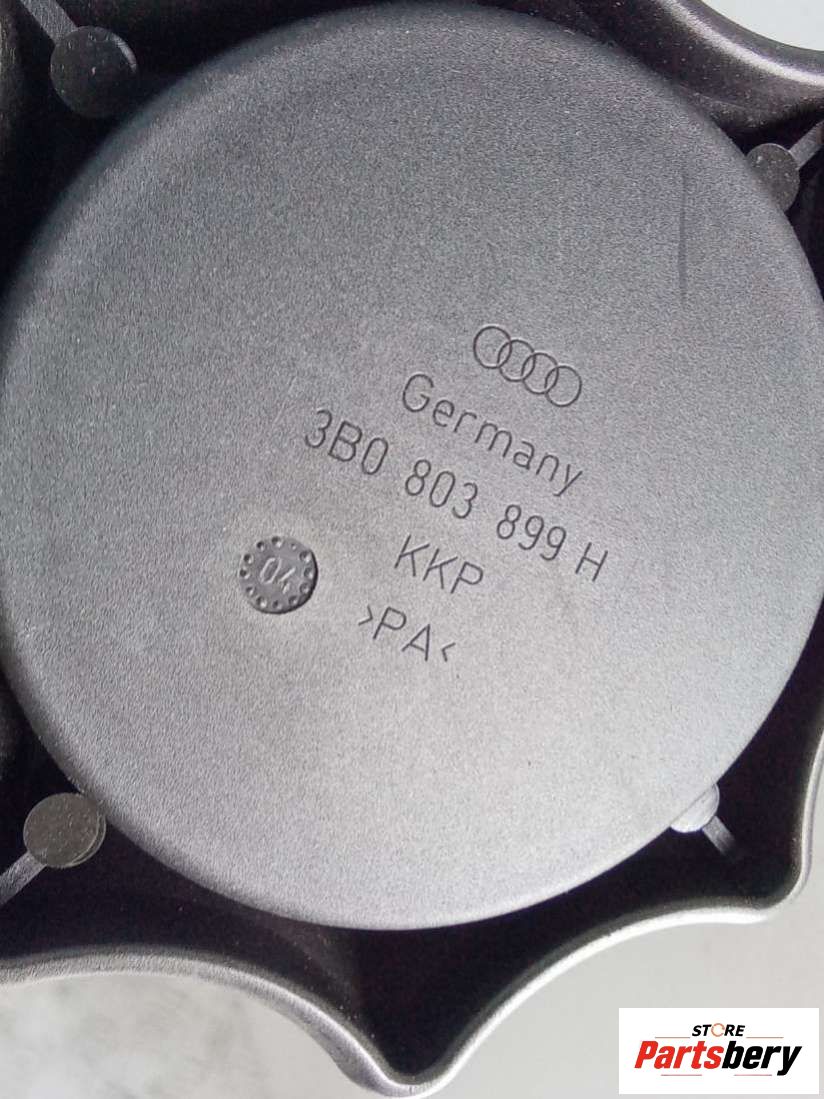 Germany
3B0 803 899 H
KKP
>PA<
04
STORE
Partsbery